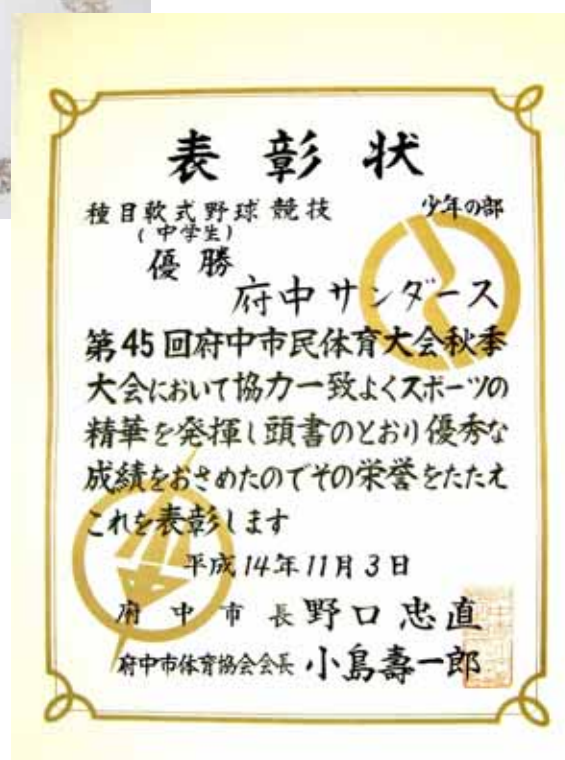 表彰状
種目軟式野球競技 少年の部
(中学生)
優勝
府中サンダース
第45回府中市民体育大会秋季
大会において協力一致よくスポーツの
精華を発揮し頭書のとおり優秀な
成績をおさめたのでその栄誉をたたえ
これを表彰します
平成14年11月3日
府中市長 野口忠直
府中市体育協会会長 小島壽一郎